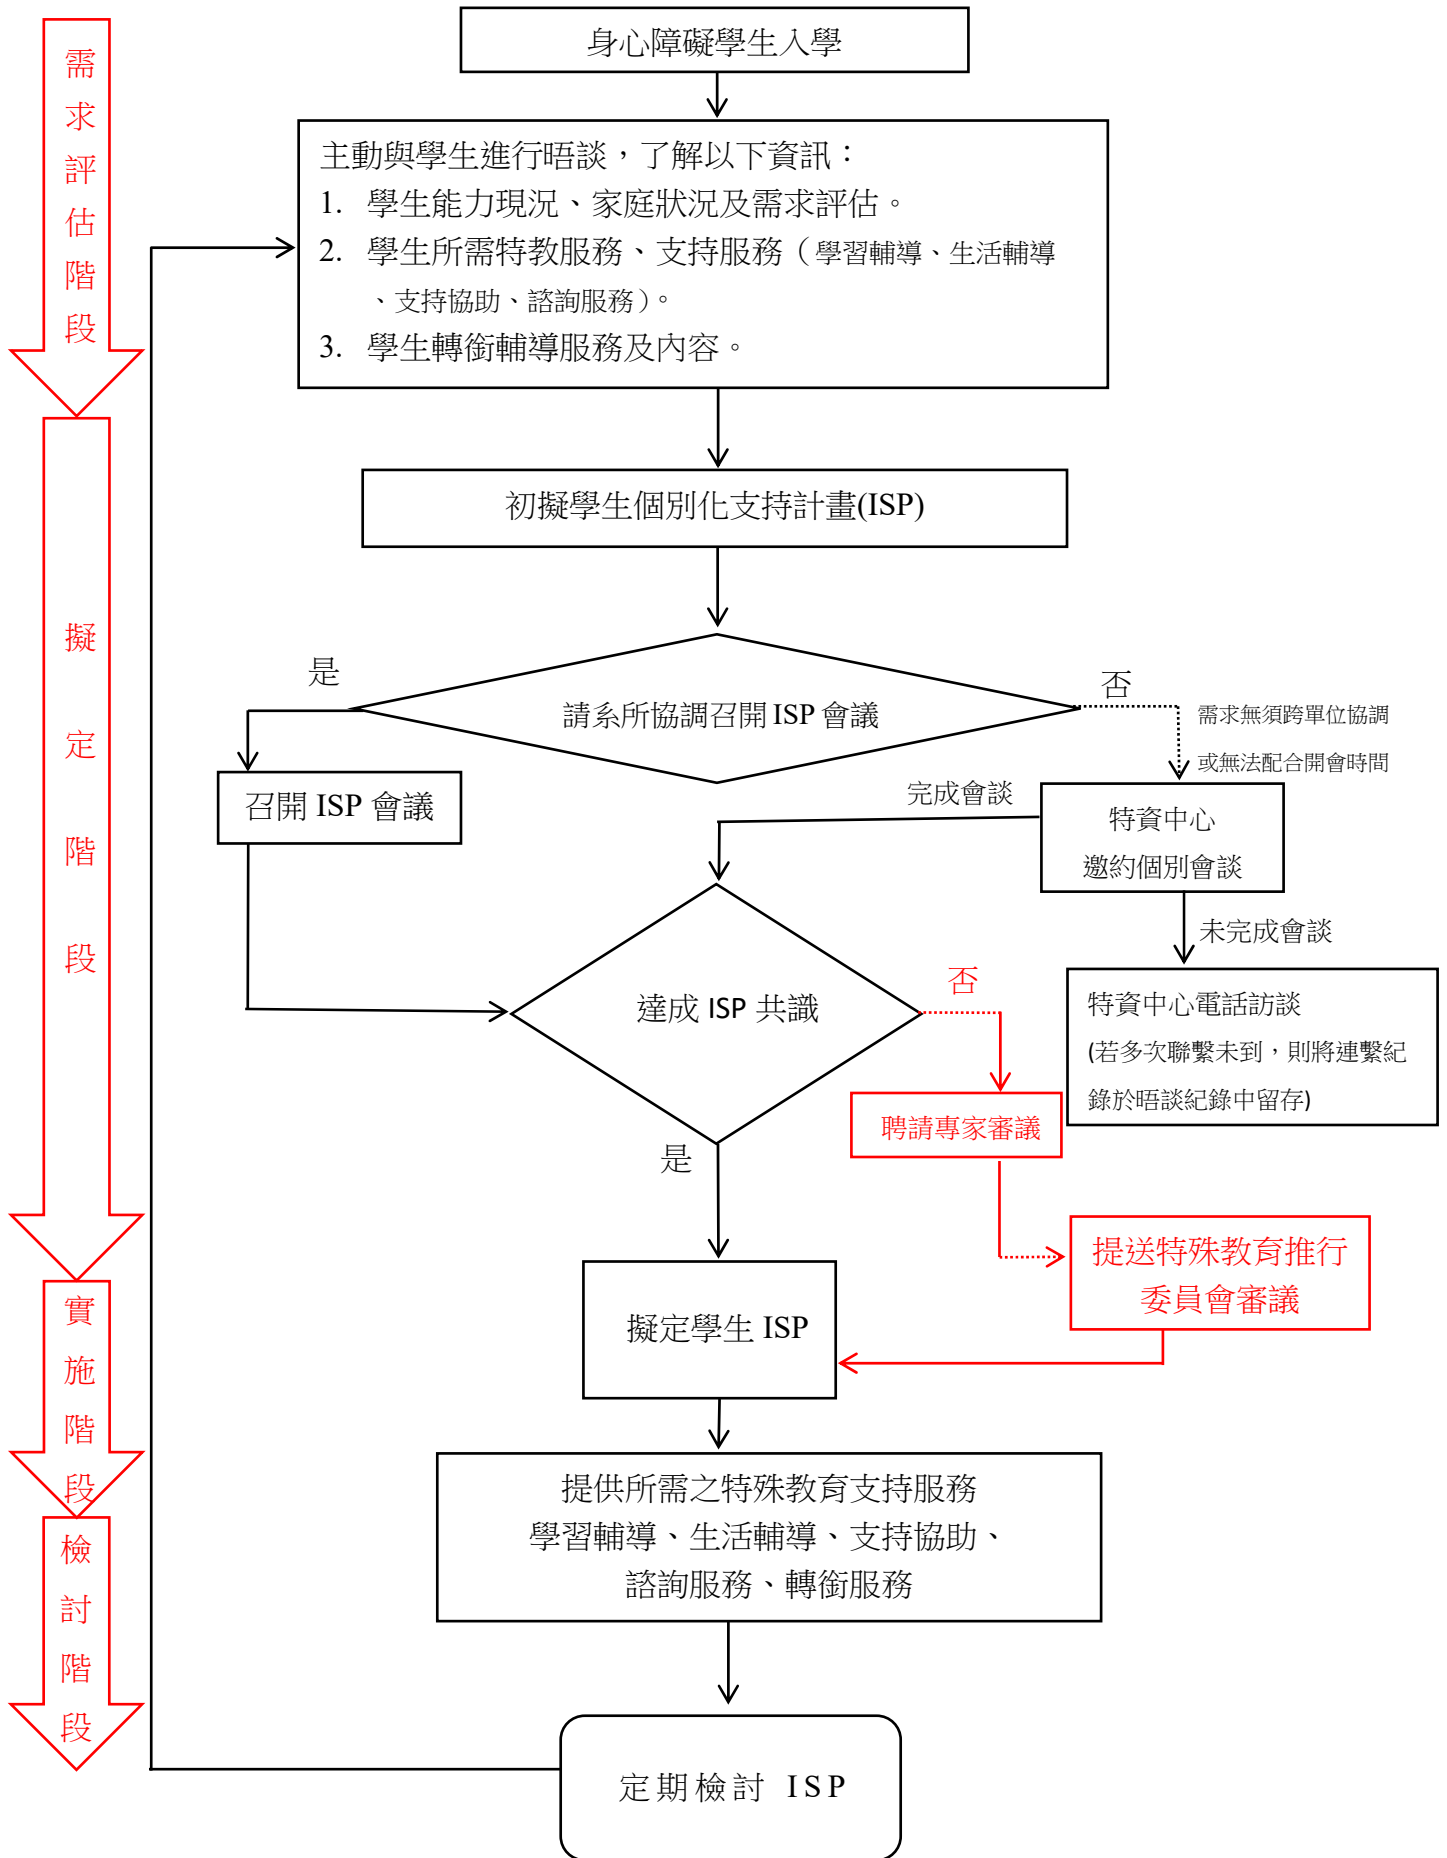 需求評估階段
身心障礙學生入學
主動與學生進行晤談，了解以下資訊：
1. 學生能力現況、家庭狀況及需求評估。
2. 學生所需特教服務、支持服務（學習輔導、生活輔導
、支持協助、諮詢服務）。
3. 學生轉銜輔導服務及內容。
擬定階段
初擬學生個別化支持計畫(ISP)
是
請系所協調召開 ISP 會議
否
需求無須跨單位協調
或無法配合開會時間
召開 ISP 會議
完成會談
特資中心
邀約個別會談
未完成會談
達成 ISP 共識
否
特資中心電話訪談
(若多次聯繫未到，則將連繫紀
錄於晤談紀錄中留存)
聘請專家審議
是
提送特殊教育推行
委員會審議
實施階段
擬定學生 ISP
提供所需之特殊教育支持服務
學習輔導、生活輔導、支持協助、
諮詢服務、轉銜服務
檢討階段
定期檢討 ISP